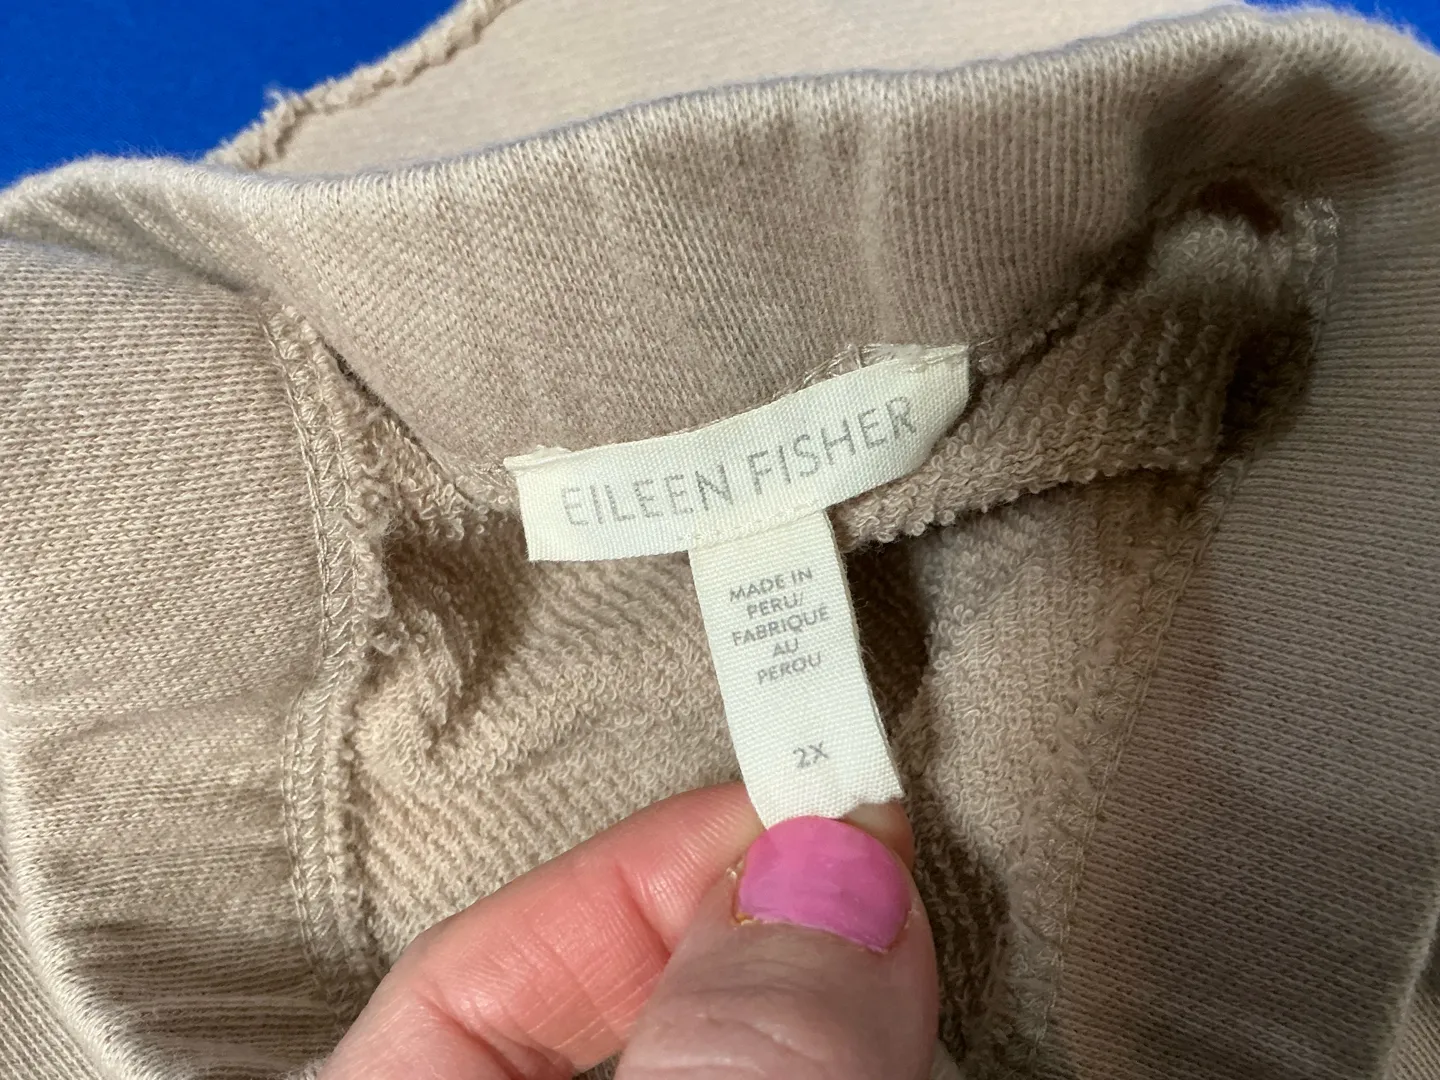 EILEEN FISHER
MADE IN
PERU/
FABRIQUÉ
AU
PEROU
2X